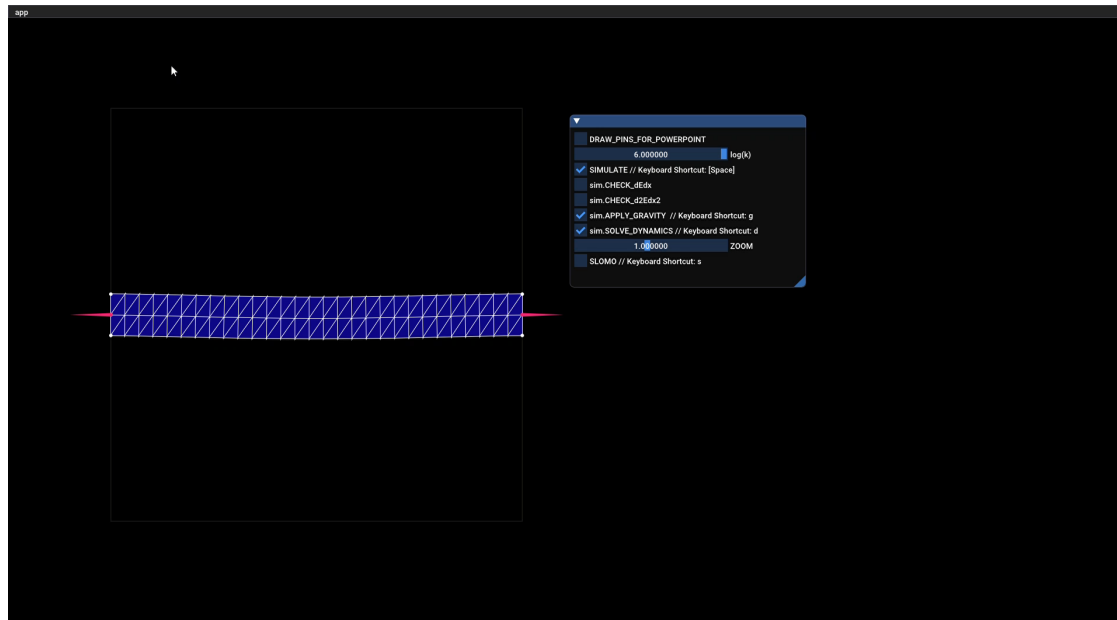 app
DRAW_PINS_FOR_POWERPOINT
6.000000 log(k)
SIMULATE // Keyboard Shortcut: [Space]
sim.CHECK_dEdx
sim.CHECK_d2Edx2
sim.APPLY_GRAVITY // Keyboard Shortcut: g
sim.SOLVE_DYNAMICS // Keyboard Shortcut: d
1.000000 ZOOM
SLOMO // Keyboard Shortcut: s